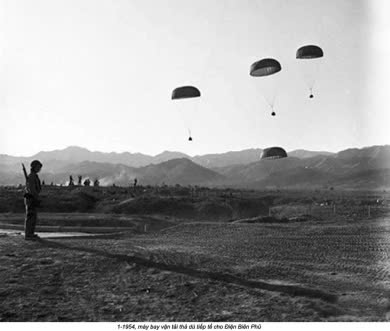 1-1954, máy bay vận tải thả dù tiếp tế cho Điện Biên Phủ